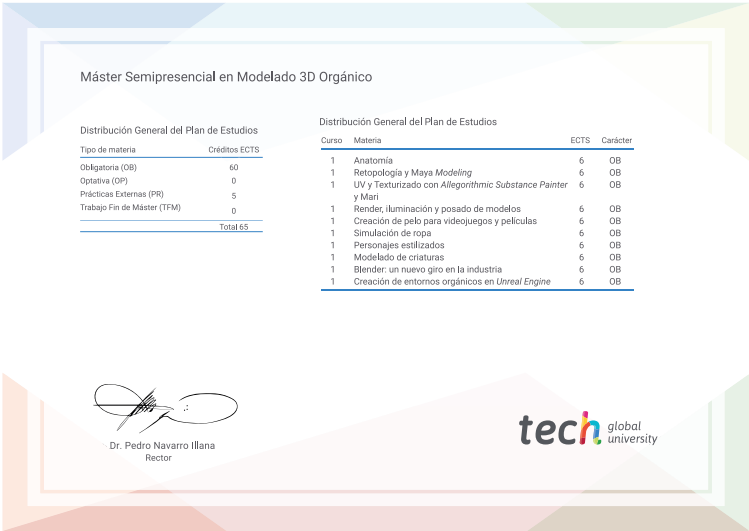 Máster Semipresencial en Modelado 3D Orgánico
Distribución General del Plan de Estudios
Tipo de materia Créditos ECTS
Obligatoria (OB) 60
Optativa (OP) 0
Prácticas Externas (PR) 5
Trabajo Fin de Máster (TFM) 0
Total 65
Distribución General del Plan de Estudios
Curso Materia ECTS Carácter
1 Anatomía 6 OB
1 Retopología y Maya Modeling 6 OB
1 UV y Texturizado con Allegorithmic Substance Painter 6 OB
y Mari
1 Render, iluminación y posado de modelos 6 OB
1 Creación de pelo para videojuegos y películas 6 OB
1 Simulación de ropa 6 OB
1 Personajes estilizados 6 OB
1 Modelado de criaturas 6 OB
1 Blender: un nuevo giro en la industria 6 OB
1 Creación de entornos orgánicos en Unreal Engine 6 OB
Dr. Pedro Navarro Illana
Rector
tech global
university